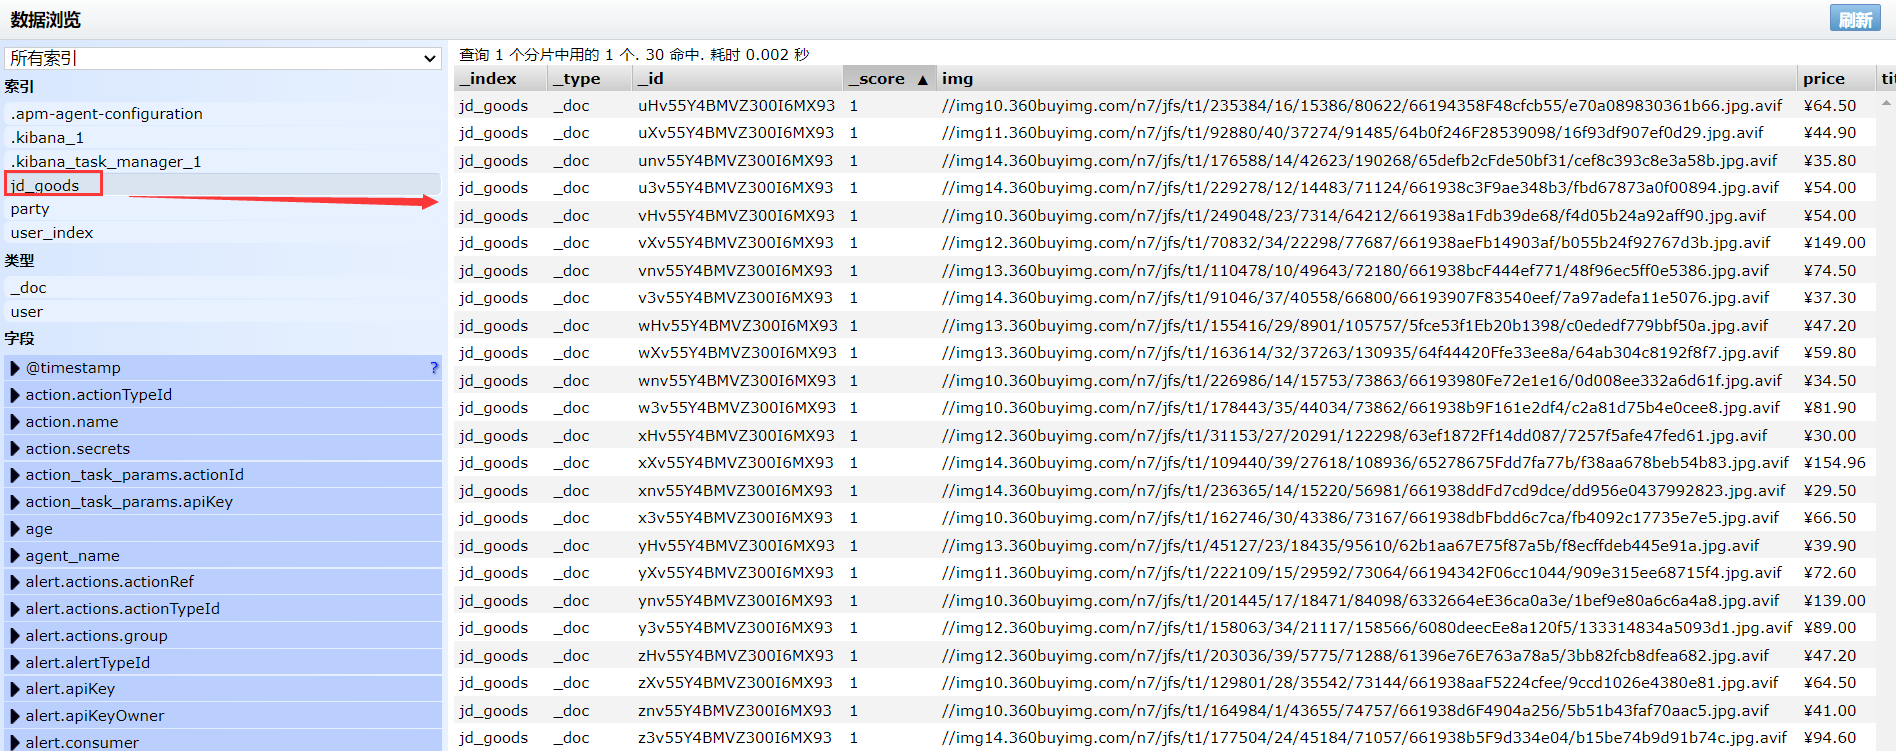 数据浏览
刷新
所有索引
索引
.apm-agent-configuration
.kibana_1
.kibana_task_manager_1
jd_goods
party
user_index
类型
_doc
user
字段
@timestamp ?
action.actionTypeId
action.name
action.secrets
action_task_params.actionId
action_task_params.apiKey
age
agent_name
alert.actions.actionRef
alert.actions.actionTypeId
alert.actions.group
alert.alertTypeId
alert.apiKey
alert.apiKeyOwner
alert.consumer
查询 1 个分片中用的 1 个. 30 命中. 耗时 0.002 秒
_index _type _id _score ▲ img price tit
jd_goods _doc uHv55Y4BMVZ300I6MX93 1 //img10.360buyimg.com/n7/jfs/t1/235384/16/15386/80622/66194358F48cfcb55/e70a089830361b66.jpg.avif ¥64.50
jd_goods _doc uXv55Y4BMVZ300I6MX93 1 //img11.360buyimg.com/n7/jfs/t1/92880/40/37274/91485/64b0f246F28539098/16f93df907ef0d29.jpg.avif ¥44.90
jd_goods _doc unv55Y4BMVZ300I6MX93 1 //img14.360buyimg.com/n7/jfs/t1/176588/14/42623/190268/65defb2cFde50bf31/cef8c393c8e3a58b.jpg.avif ¥35.80
jd_goods _doc u3v55Y4BMVZ300I6MX93 1 //img14.360buyimg.com/n7/jfs/t1/229278/12/14483/71124/661938c3F9ae348b3/fbd67873a0f00894.jpg.avif ¥54.00
jd_goods _doc vHv55Y4BMVZ300I6MX93 1 //img10.360buyimg.com/n7/jfs/t1/249048/23/7314/64212/661938a1Fdb39de68/f4d05b24a92aff90.jpg.avif ¥54.00
jd_goods _doc vXv55Y4BMVZ300I6MX93 1 //img12.360buyimg.com/n7/jfs/t1/70832/34/22298/77687/661938aeFb14903af/b055b24f92767d3b.jpg.avif ¥149.00
jd_goods _doc vnv55Y4BMVZ300I6MX93 1 //img13.360buyimg.com/n7/jfs/t1/110478/10/49643/72180/661938bcF444ef771/48f96ec5ff0e5386.jpg.avif ¥74.50
jd_goods _doc v3v55Y4BMVZ300I6MX93 1 //img14.360buyimg.com/n7/jfs/t1/91046/37/40558/66800/66193907F83540eef/7a97adefa11e5076.jpg.avif ¥37.30
jd_goods _doc wHv55Y4BMVZ300I6MX93 1 //img13.360buyimg.com/n7/jfs/t1/155416/29/8901/105757/5fce53f1Eb20b1398/c0ededf779bbf50a.jpg.avif ¥47.20
jd_goods _doc wXv55Y4BMVZ300I6MX93 1 //img13.360buyimg.com/n7/jfs/t1/163614/32/37263/130935/64f44420Ffe33ee8a/64ab304c8192f8f7.jpg.avif ¥59.80
jd_goods _doc wnv55Y4BMVZ300I6MX93 1 //img10.360buyimg.com/n7/jfs/t1/226986/14/15753/73863/66193980Fe72e1e16/0d008ee332a6d61f.jpg.avif ¥34.50
jd_goods _doc w3v55Y4BMVZ300I6MX93 1 //img10.360buyimg.com/n7/jfs/t1/178443/35/44034/73862/661938b9F161e2df4/c2a81d75b4e0cee8.jpg.avif ¥81.90
jd_goods _doc xHv55Y4BMVZ300I6MX93 1 //img12.360buyimg.com/n7/jfs/t1/31153/27/20291/122298/63ef1872Ff14dd087/7257f5afe47fed61.jpg.avif ¥30.00
jd_goods _doc xXv55Y4BMVZ300I6MX93 1 //img14.360buyimg.com/n7/jfs/t1/109440/39/27618/108936/65278675Fdd7fa77b/f38aa678beb54b83.jpg.avif ¥154.96
jd_goods _doc xnv55Y4BMVZ300I6MX93 1 //img14.360buyimg.com/n7/jfs/t1/236365/14/15220/56981/661938ddFd7cd9dce/dd956e0437992823.jpg.avif ¥29.50
jd_goods _doc x3v55Y4BMVZ300I6MX93 1 //img10.360buyimg.com/n7/jfs/t1/162746/30/43386/73167/661938dbFbdd6c7ca/fb4092c17735e7e5.jpg.avif ¥66.50
jd_goods _doc yHv55Y4BMVZ300I6MX93 1 //img13.360buyimg.com/n7/jfs/t1/45127/23/18435/95610/62b1aa67E75f87a5b/f8ecffdeb445e91a.jpg.avif ¥39.90
jd_goods _doc yXv55Y4BMVZ300I6MX93 1 //img11.360buyimg.com/n7/jfs/t1/222109/15/29592/73064/66194342F06cc1044/909e315ee68715f4.jpg.avif ¥72.60
jd_goods _doc ynv55Y4BMVZ300I6MX93 1 //img10.360buyimg.com/n7/jfs/t1/201445/17/18471/84098/6332664eE36ca0a3e/1bef9e80a6c6a4a8.jpg.avif ¥139.00
jd_goods _doc y3v55Y4BMVZ300I6MX93 1 //img12.360buyimg.com/n7/jfs/t1/158063/34/21117/158566/6080deecEe8a120f5/133314834a5093d1.jpg.avif ¥89.00
jd_goods _doc zHv55Y4BMVZ300I6MX93 1 //img12.360buyimg.com/n7/jfs/t1/203036/39/5775/71288/61396e76E763a78a5/3bb82fcb8dfea682.jpg.avif ¥47.20
jd_goods _doc zXv55Y4BMVZ300I6MX93 1 //img10.360buyimg.com/n7/jfs/t1/129801/28/35542/73144/661938aaF5224cfee/9ccd1026e4380e81.jpg.avif ¥64.50
jd_goods _doc znv55Y4BMVZ300I6MX93 1 //img10.360buyimg.com/n7/jfs/t1/164984/1/43655/74757/661938d6F4904a256/5b51b43faf70aac5.jpg.avif ¥41.00
jd_goods _doc z3v55Y4BMVZ300I6MX93 1 //img14.360buyimg.com/n7/jfs/t1/177504/24/45184/71057/661938b5F9d334e04/b15be74b9d91b74c.jpg.avif ¥94.60